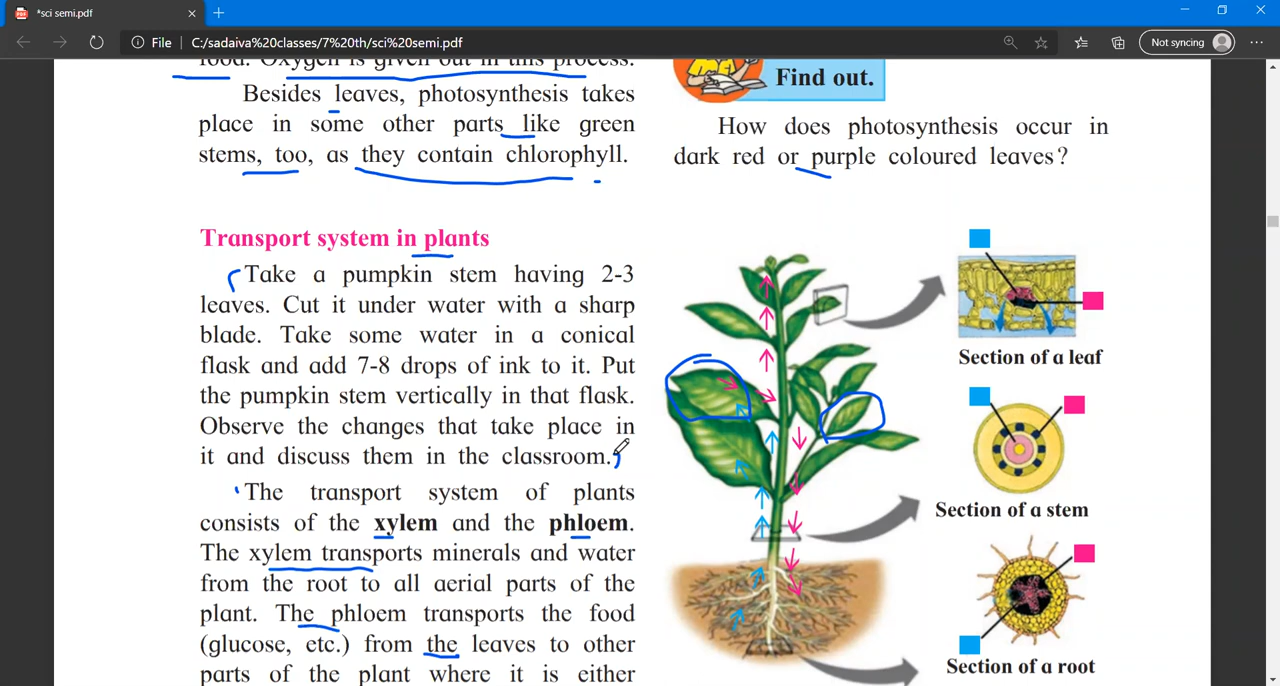 *sci semi.pdf
File
C:/sadaiva%20classes/7%20th/sci%20semi.pdf
Not syncing
food. Oxygen is given out in this process.
Besides leaves, photosynthesis takes
place in some other parts like green
stems, too, as they contain chlorophyll.
Find out.
How does photosynthesis occur in
dark red or purple coloured leaves?
Transport system in plants
Take a pumpkin stem having 2-3
leaves. Cut it under water with a sharp
blade. Take some water in a conical
flask and add 7-8 drops of ink to it. Put
the pumpkin stem vertically in that flask.
Observe the changes that take place in
it and discuss them in the classroom.
The transport system of plants
consists of the xylem and the phloem.
The xylem transports minerals and water
from the root to all aerial parts of the
plant. The phloem transports the food
(glucose, etc.) from the leaves to other
parts of the plant where it is either
Section of a leaf
Section of a stem
Section of a root